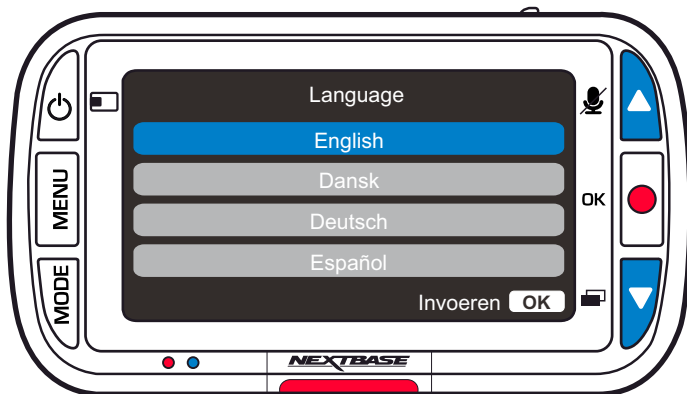 Language
English
Dansk
Deutsch
Español
Invoeren OK
MENU
MODE
OK
NEXTBASE